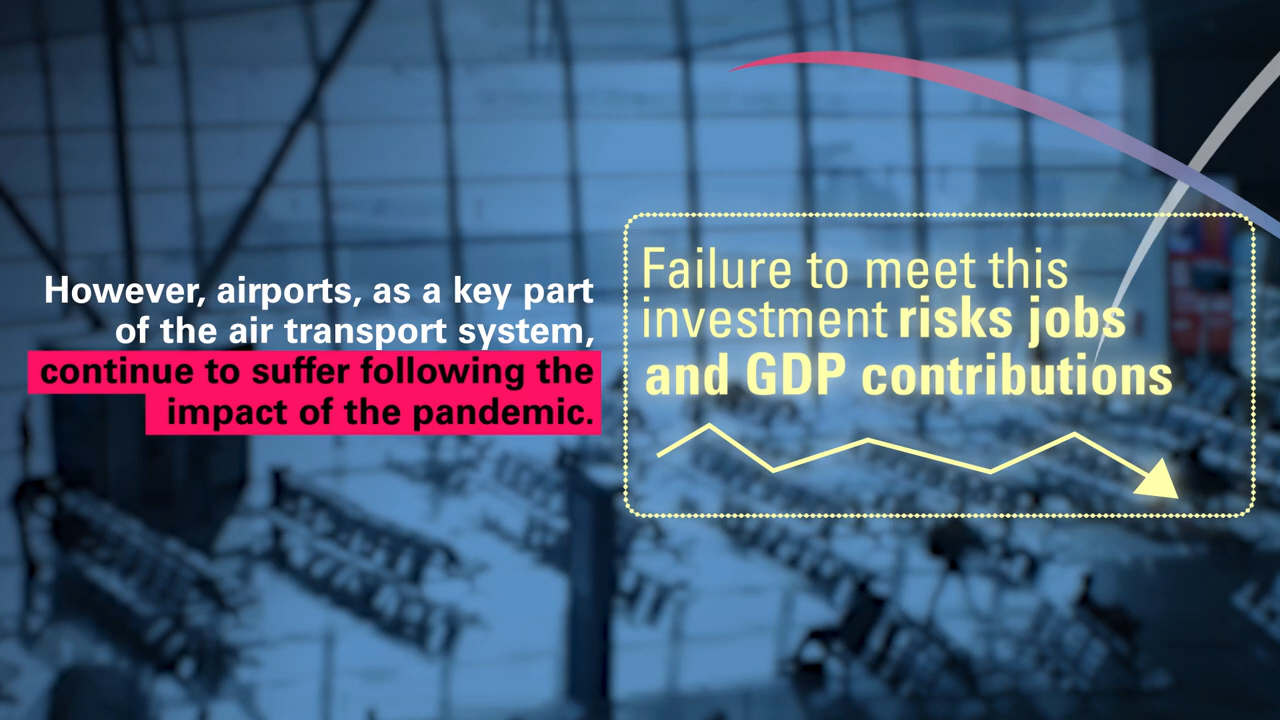 However, airports, as a key part
of the air transport system,
continue to suffer following the
impact of the pandemic.
Failure to meet this
investment risks jobs
and GDP contributions